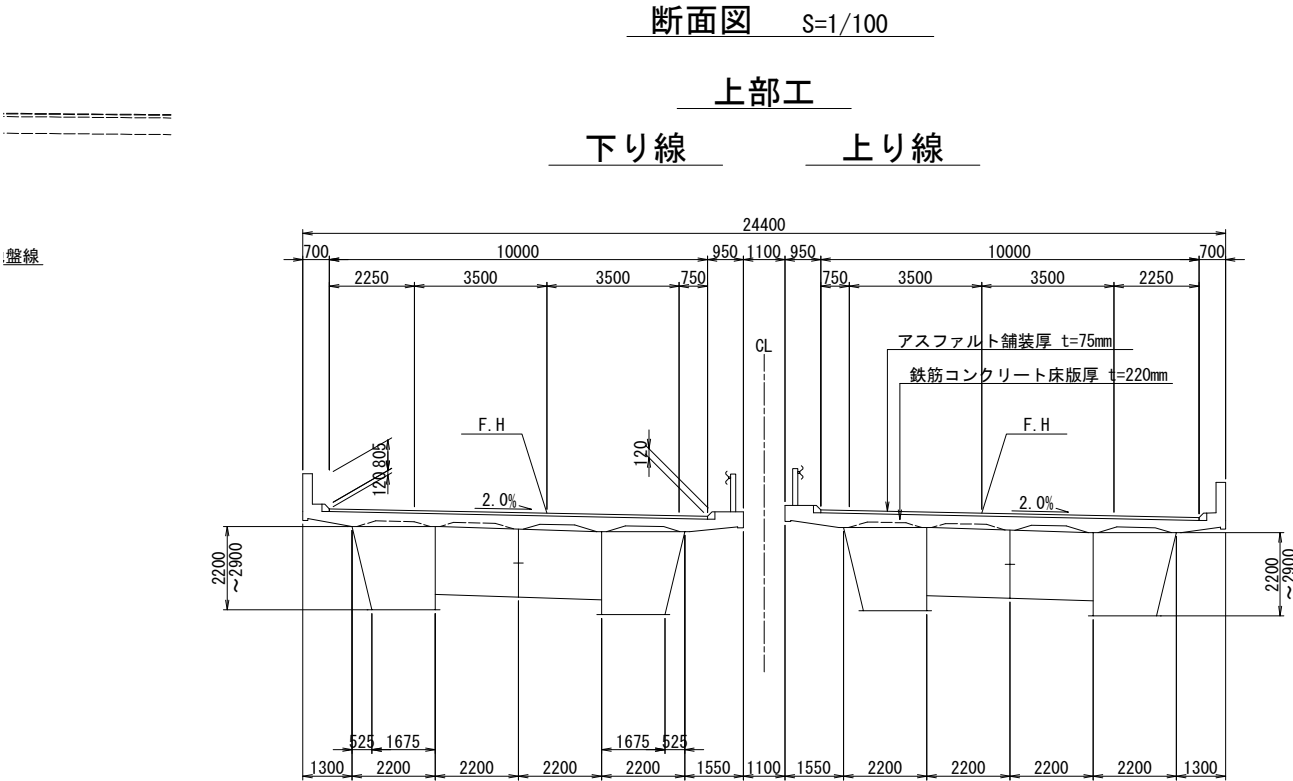 断面図 S=1/100
上部工
下り線 上り線
盤線
24400
700 10000 950 1100 950 10000 700
2250 3500 3500 750 750 3500 3500 2250
CL
アスファルト舗装厚 t=75mm
鉄筋コンクリート床版厚 t=220mm
F.H F.H
120 805 120
2.0% 2.0%
2200 ~2900 2200 ~2900
525 1675 1675 525
1300 2200 2200 2200 2200 1550 1100 1550 2200 2200 2200 2200 1300